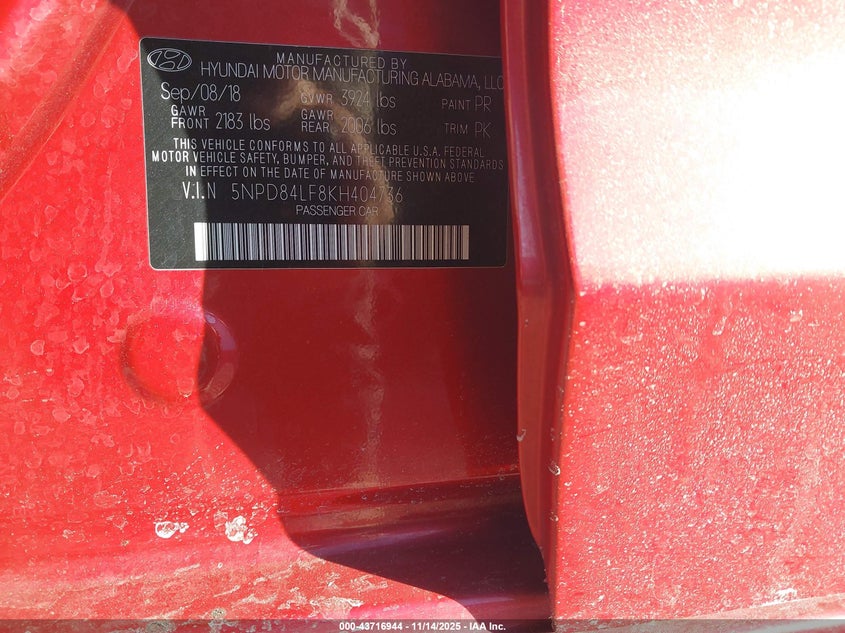 MANUFACTURED BY
HYUNDAI MOTOR MANUFACTURING ALABAMA, LLC
Sep/08/18 GVWR 3924 lbs PAINT PR
GAWR FRONT 2183 lbs GAWR REAR 2006 lbs TRIM PK
THIS VEHICLE CONFORMS TO ALL APPLICABLE U.S.A. FEDERAL
MOTOR VEHICLE SAFETY, BUMPER, AND THEFT PREVENTION STANDARDS
IN EFFECT ON THE DATE OF MANUFACTURE SHOWN ABOVE.
V.I.N 5NPD84LF8KH404736
PASSENGER CAR
000-43716944 - 11/14/2025 - IAA Inc.